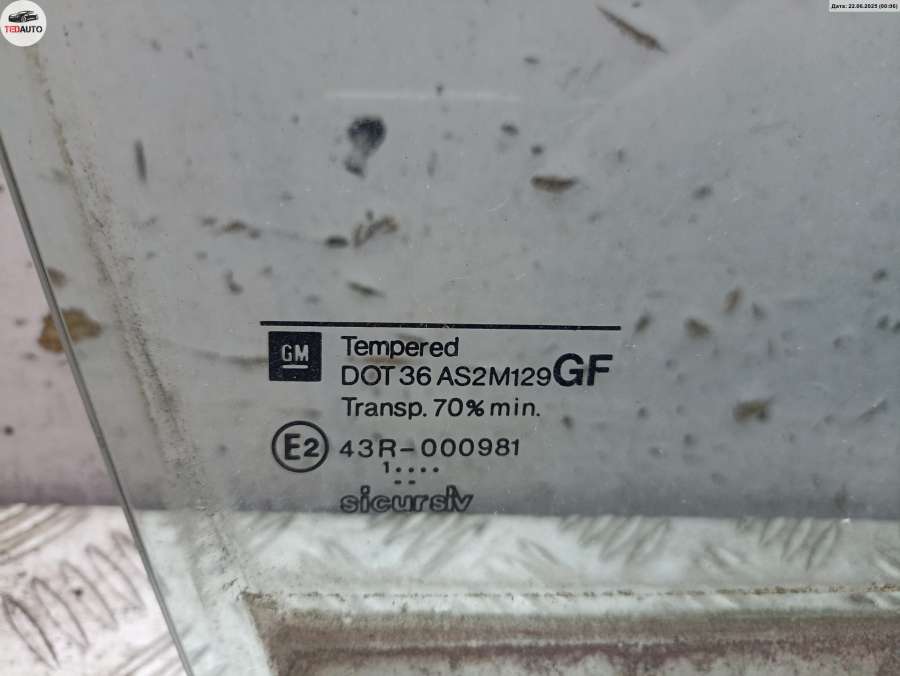 TEDAUTO
Дата: 22.06.2025 (00:06)
GM
Tempered
DOT 36 AS2M129 GF
Transp. 70% min.
E2 43R-000981
1....
..
sicursiv